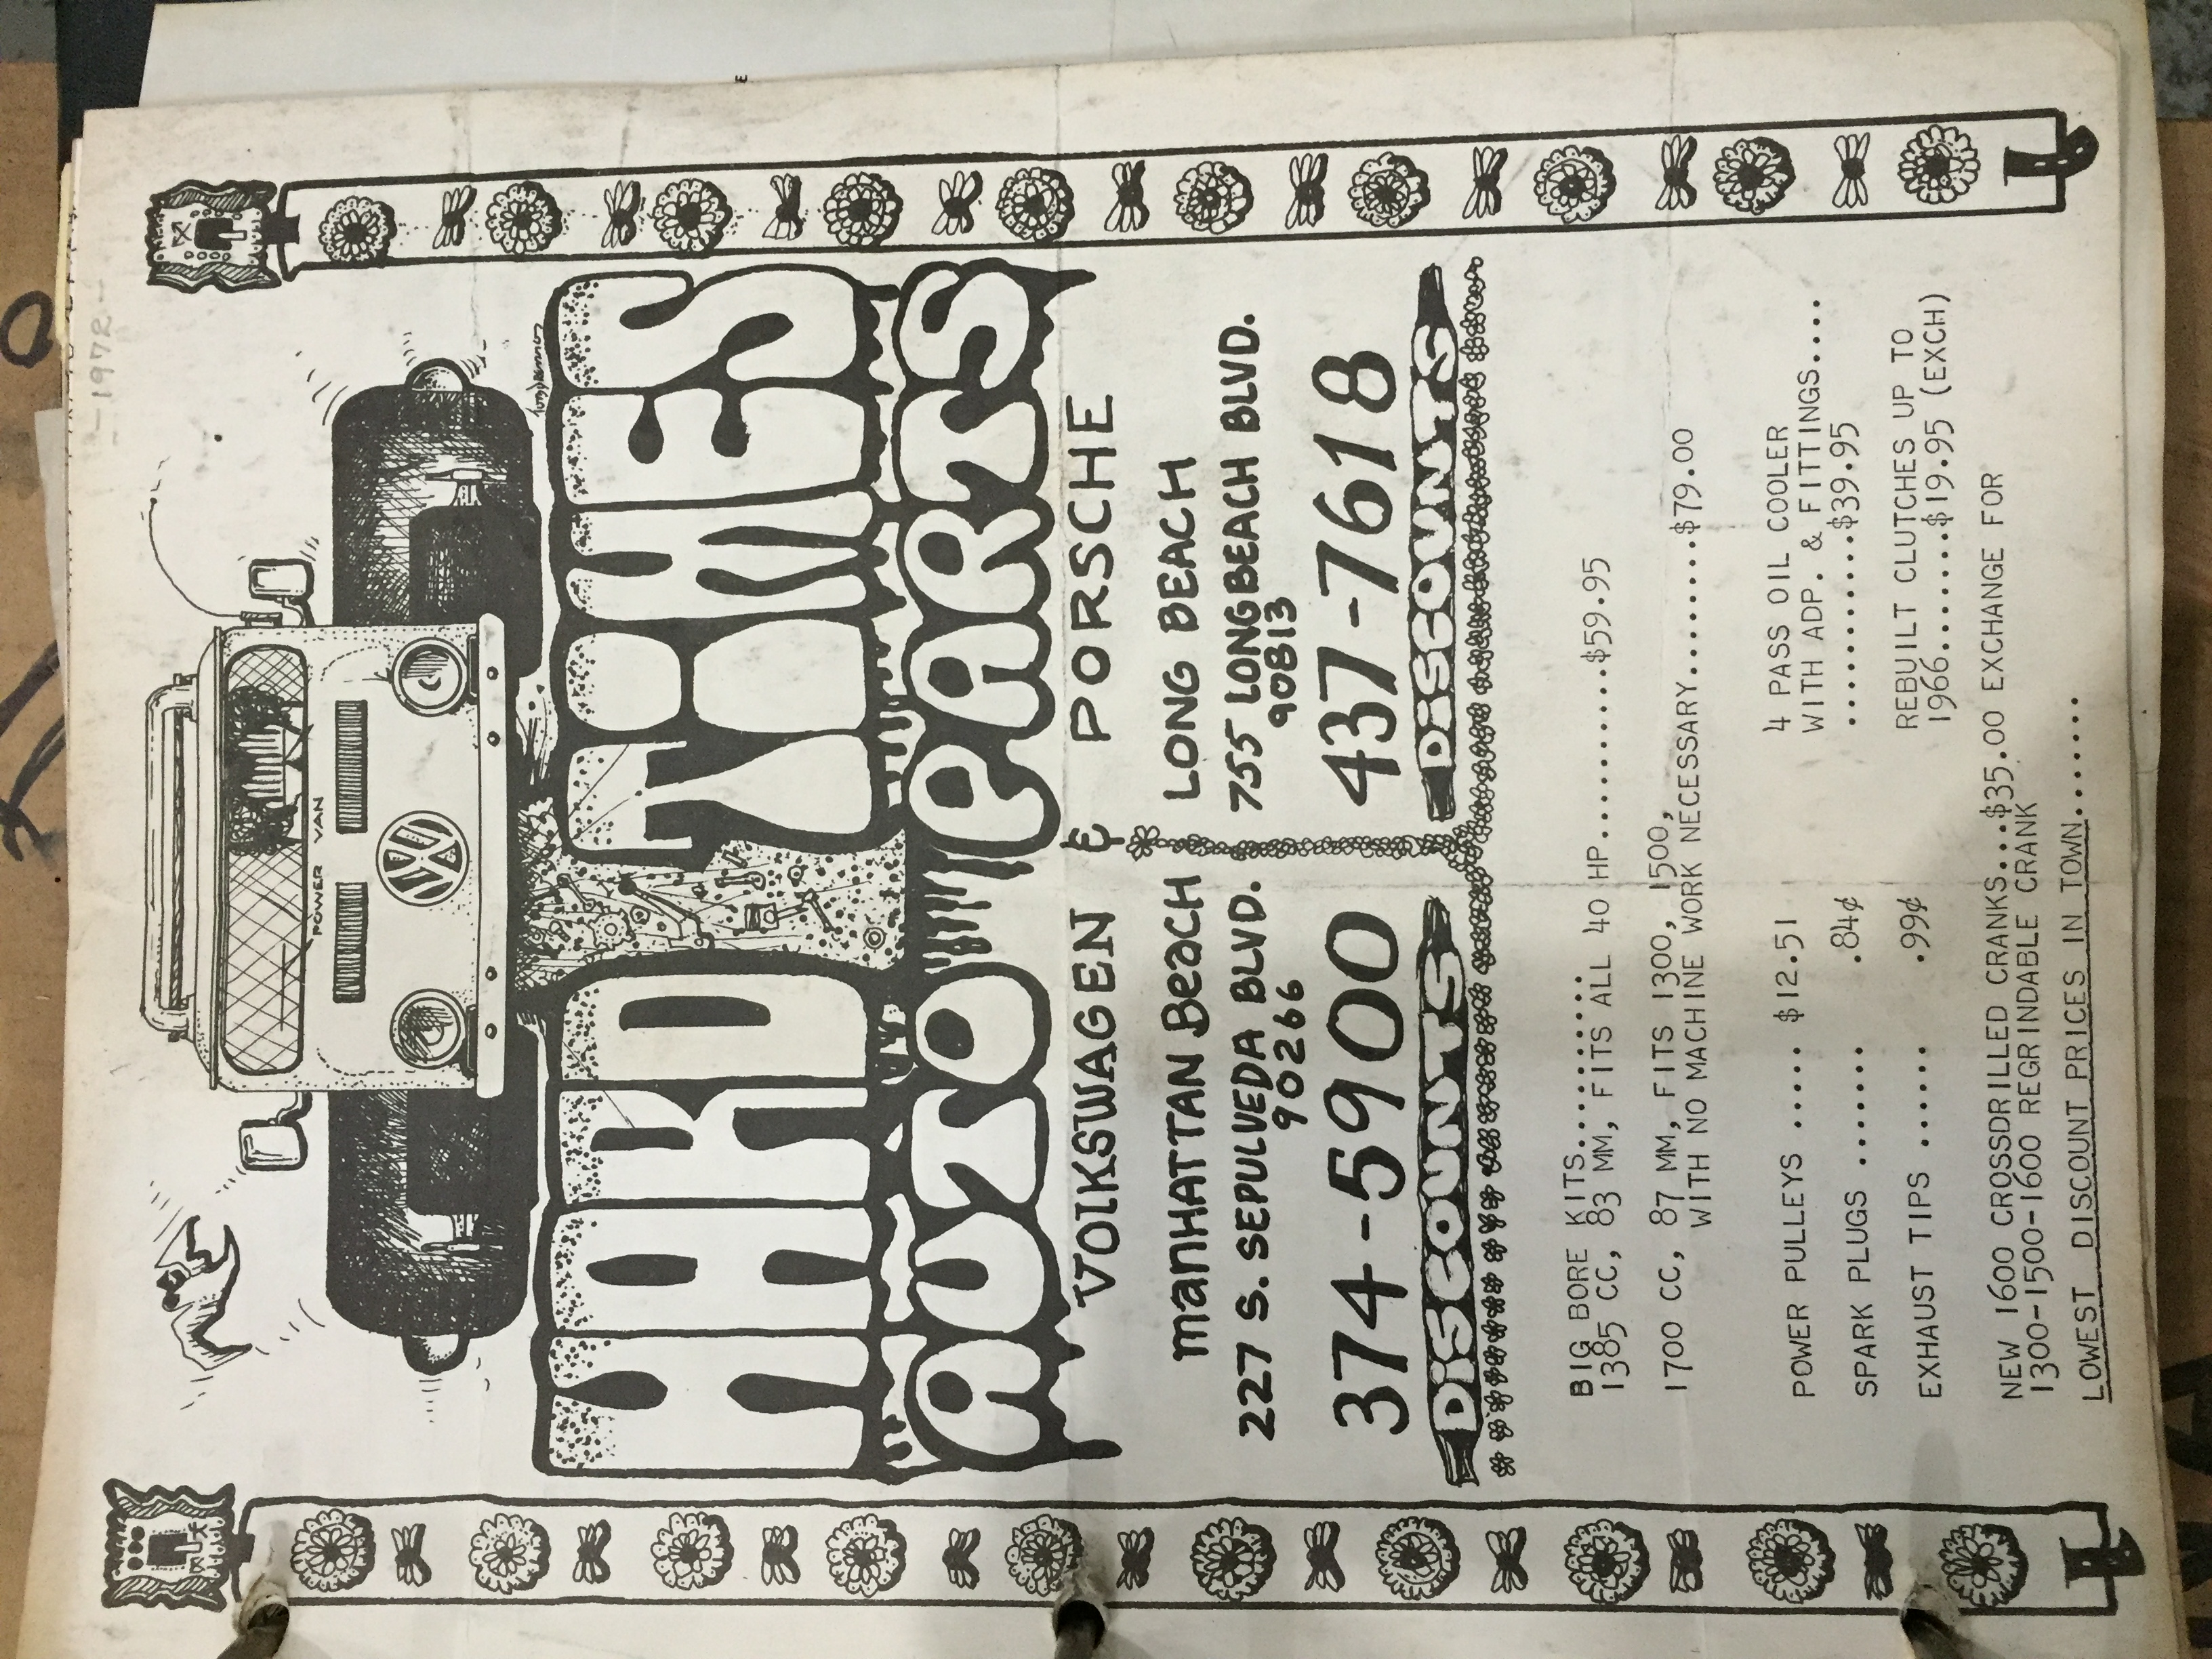 -1972-
POWER VAN
VW
HARD TIMES
AUTO PARTS
VOLKSWAGEN & PORSCHE
manHATTAN BeacH
227 S. SEPULVEDA BLVD.
90266
374-5900
DISCOUNTS
LONG BEACH
755 LONG BEACH BLVD.
90813
437-7618
DISCOUNTS
BIG BORE KITS..........
1385 CC, 83 MM, FITS ALL 40 HP..........$59.95
1700 CC, 87 MM, FITS 1300, 1500,
WITH NO MACHINE WORK NECESSARY..........$79.00
POWER PULLEYS ..... $12.51
SPARK PLUGS ....... .84¢
EXHAUST TIPS ...... .99¢
4 PASS OIL COOLER
WITH ADP. & FITTINGS....
............$39.95
REBUILT CLUTCHES UP TO
1966.......$19.95 (EXCH)
NEW 1600 CROSSDRILLED CRANKS...$35.00 EXCHANGE FOR
1300-1500-1600 REGRINDABLE CRANK
LOWEST DISCOUNT PRICES IN TOWN.......